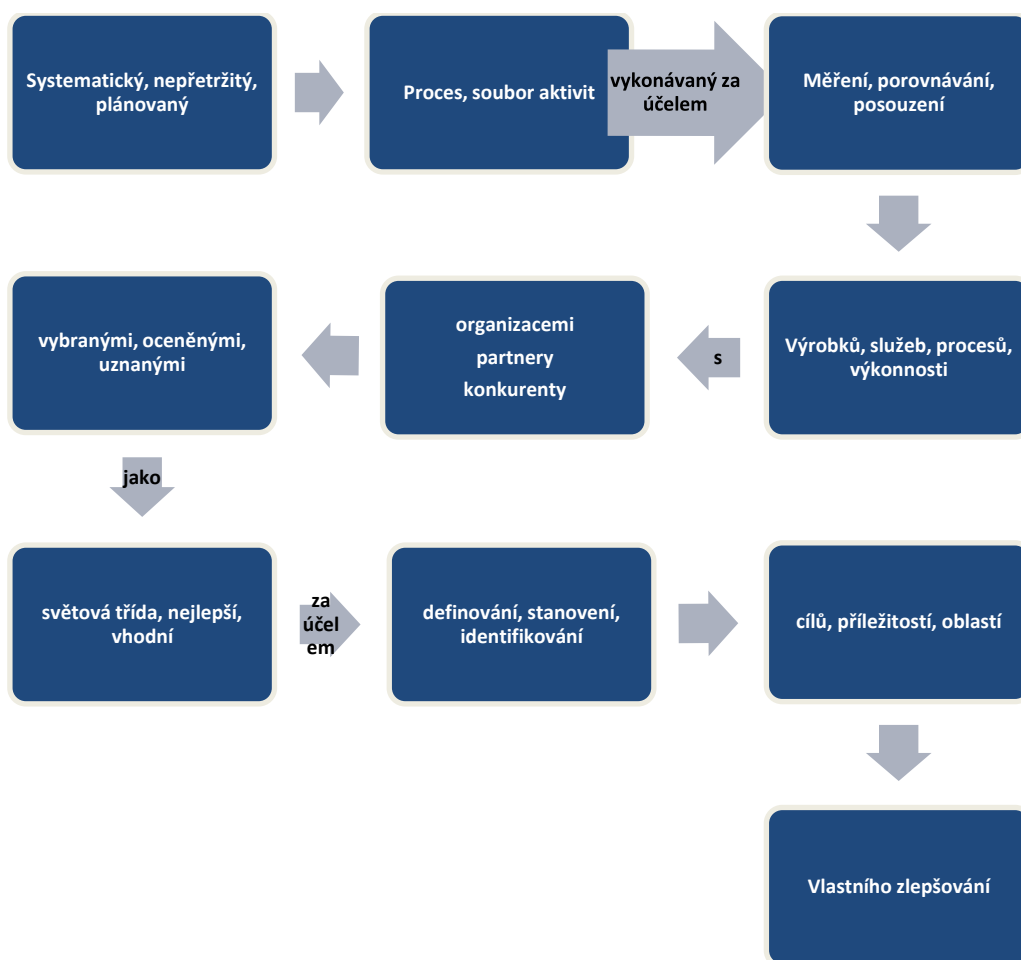 Systematický, nepřetržitý,
plánovaný
Proces, soubor aktivit
vykonávaný za
účelem
Měření, porovnávání,
posouzení
Výrobků, služeb, procesů,
výkonnosti
s
organizacemi
partnery
konkurenty
vybranými, oceněnými,
uznanými
jako
světová třída, nejlepší,
vhodní
za
účel
em
definování, stanovení,
identifikování
cílů, příležitostí, oblastí
Vlastního zlepšování